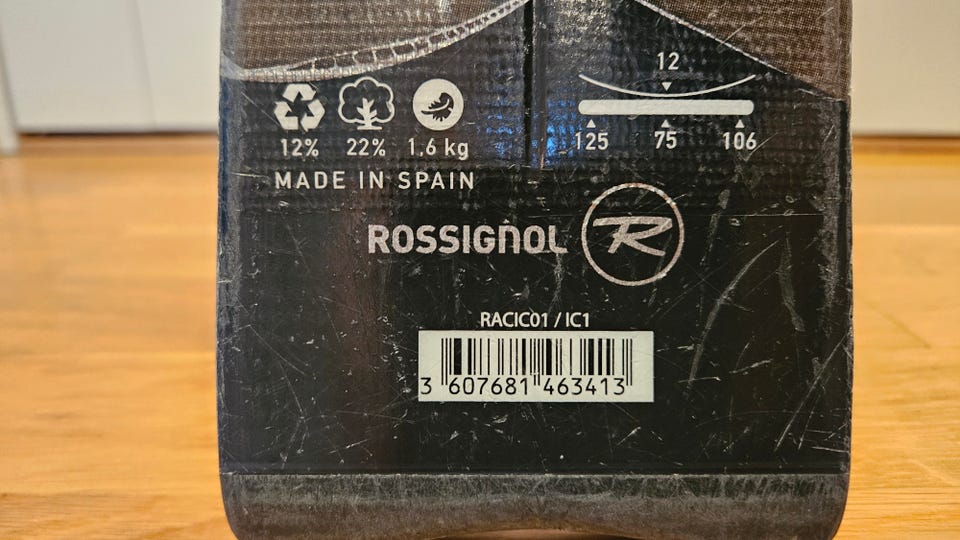 12% 22% 1.6 kg
MADE IN SPAIN
12
125 75 106
ROSSIGNOL R
RACIC01 / IC1
3 607681 463413